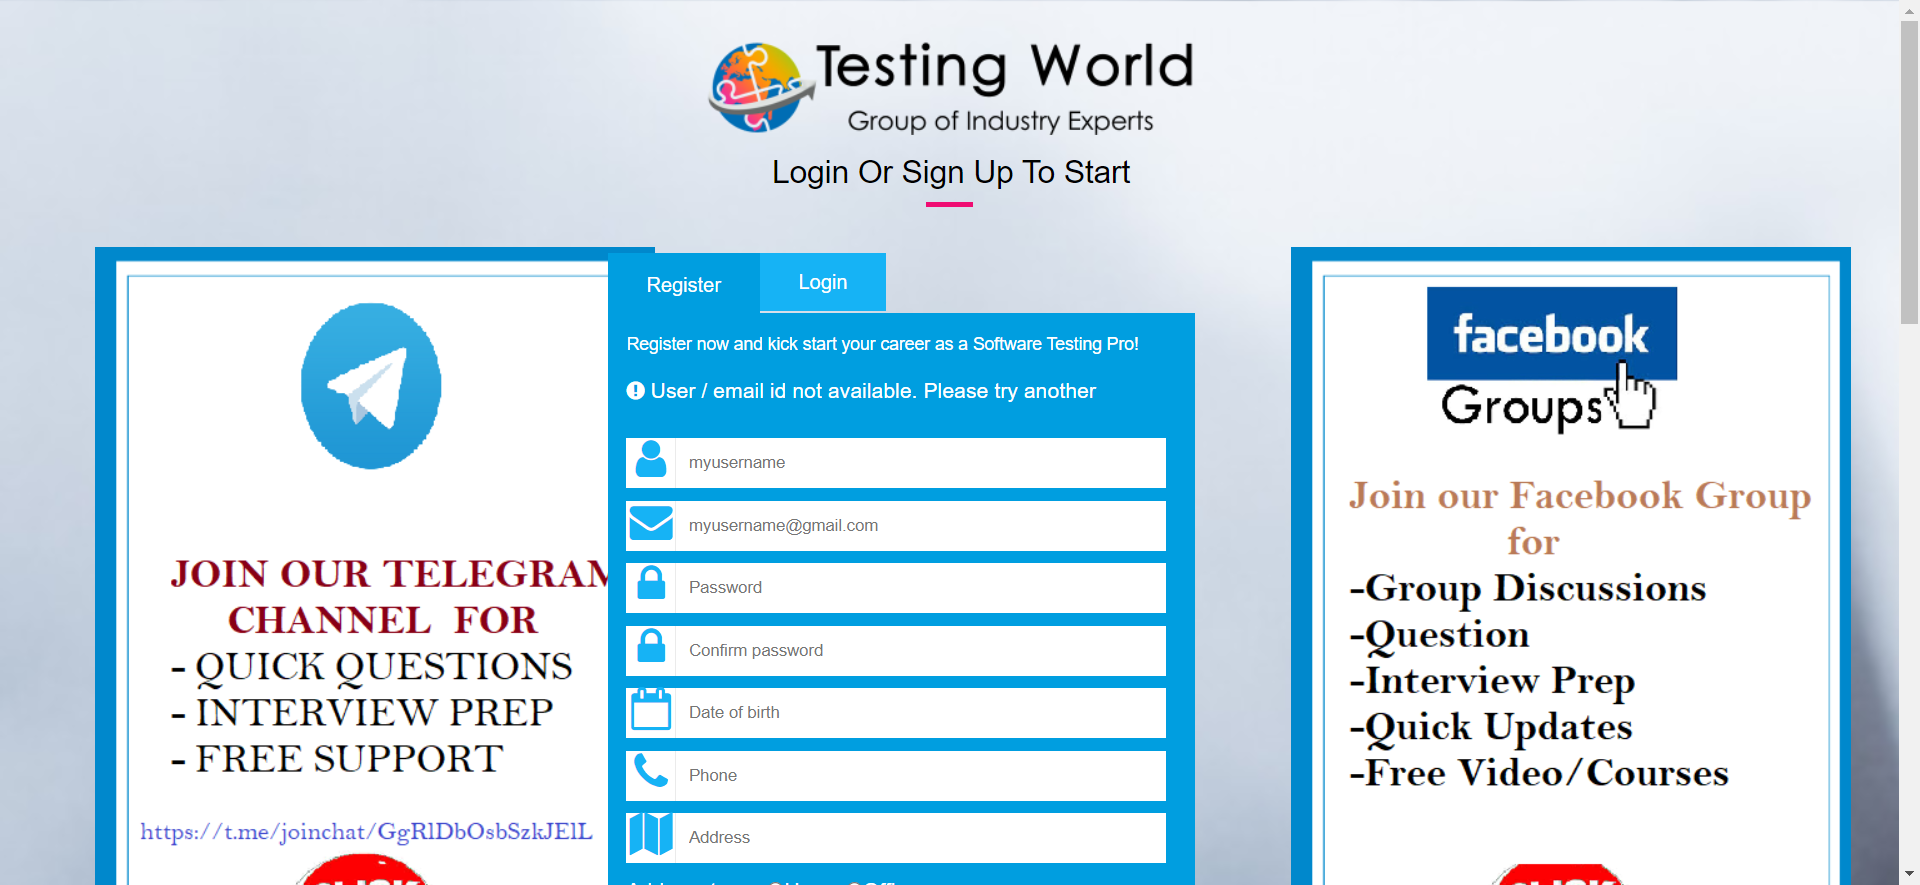 Testing World
Group of Industry Experts
Login Or Sign Up To Start
JOIN OUR TELEGRAM
CHANNEL FOR
- QUICK QUESTIONS
- INTERVIEW PREP
- FREE SUPPORT
https://t.me/joinchat/GgRlDbOsbSzkJElL
Register
Login
Register now and kick start your career as a Software Testing Pro!
User / email id not available. Please try another
myusername
myusername@gmail.com
Password
Confirm password
Date of birth
Phone
Address
facebook
Groups
Join our Facebook Group
for
-Group Discussions
-Question
-Interview Prep
-Quick Updates
-Free Video/Courses